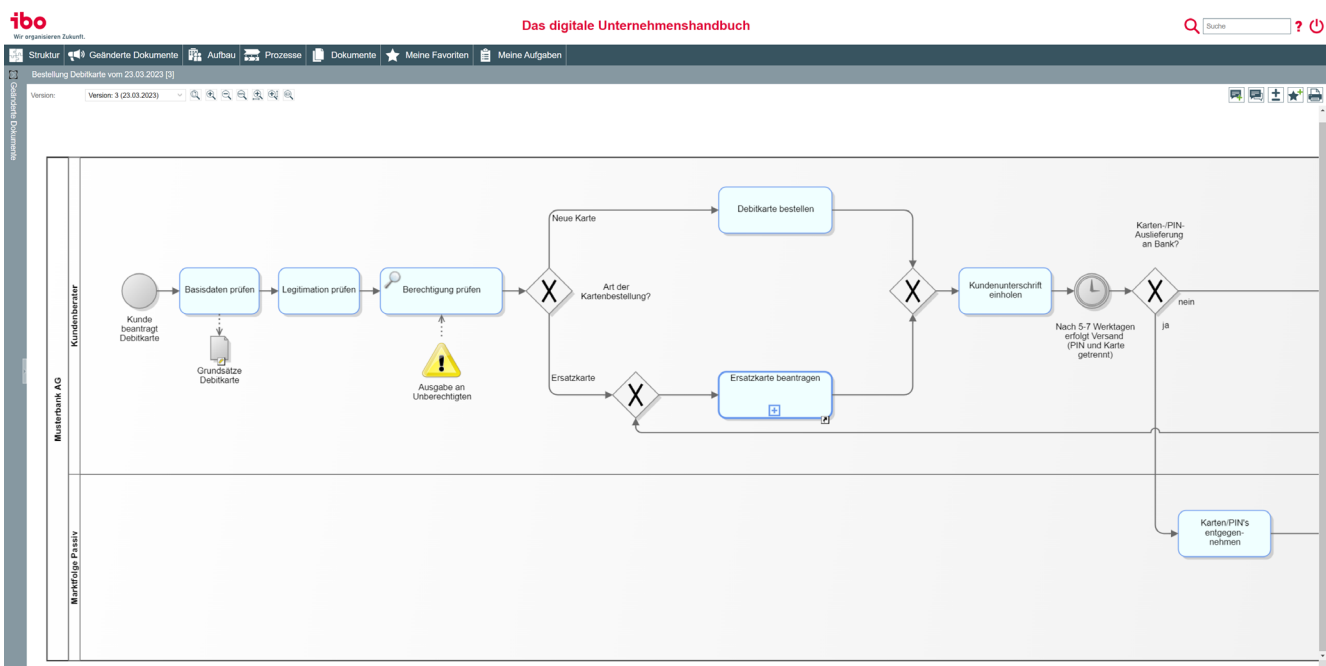 ibo
Wir organisieren Zukunft.
Das digitale Unternehmenshandbuch
Suche
?
Struktur
Geänderte Dokumente
Aufbau
Prozesse
Dokumente
Meine Favoriten
Meine Aufgaben
Bestellung Debitkarte vom 23.03.2023 [3]
Geänderte Dokumente
Version:
Version: 3 (23.03.2023)
Musterbank AG
Kundenberater
Marktfolge Passiv
Kunde
beantragt
Debitkarte
Basisdaten prüfen
Grundsätze
Debitkarte
Legitimation prüfen
Berechtigung prüfen
Ausgabe an
Unberechtigten
Neue Karte
X
Art der
Kartenbestellung?
Ersatzkarte
X
Debitkarte bestellen
Ersatzkarte beantragen
X
Kundenunterschrift
einholen
Nach 5-7 Werktagen
erfolgt Versand
(PIN und Karte
getrennt)
Karten-/PIN-
Auslieferung
an Bank?
X
nein
ja
Karten/PIN's
entgegen-
nehmen